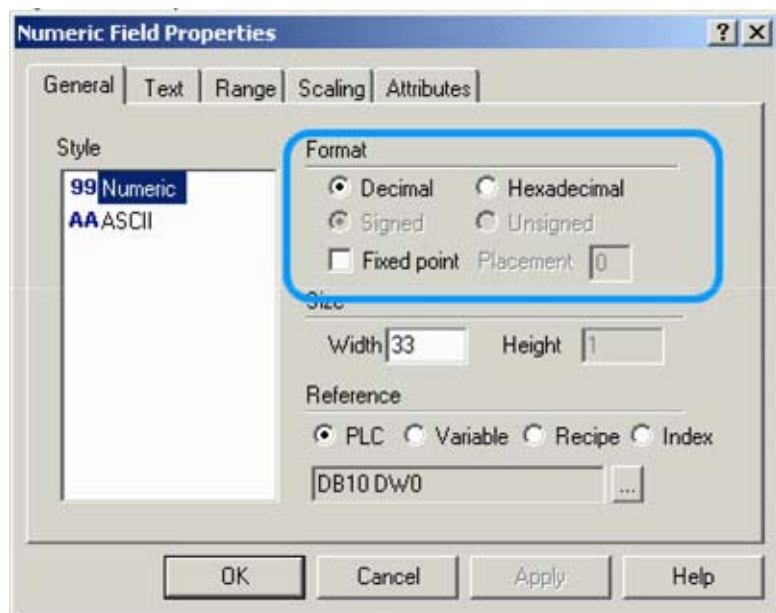 Numeric Field Properties
General Text Range Scaling Attributes
Style
99 Numeric
AA ASCII
Format
Decimal Hexadecimal
Signed Unsigned
Fixed point Placement 0
Size
Width 33 Height 1
Reference
PLC Variable Recipe Index
DB10 DW0 ...
OK Cancel Apply Help